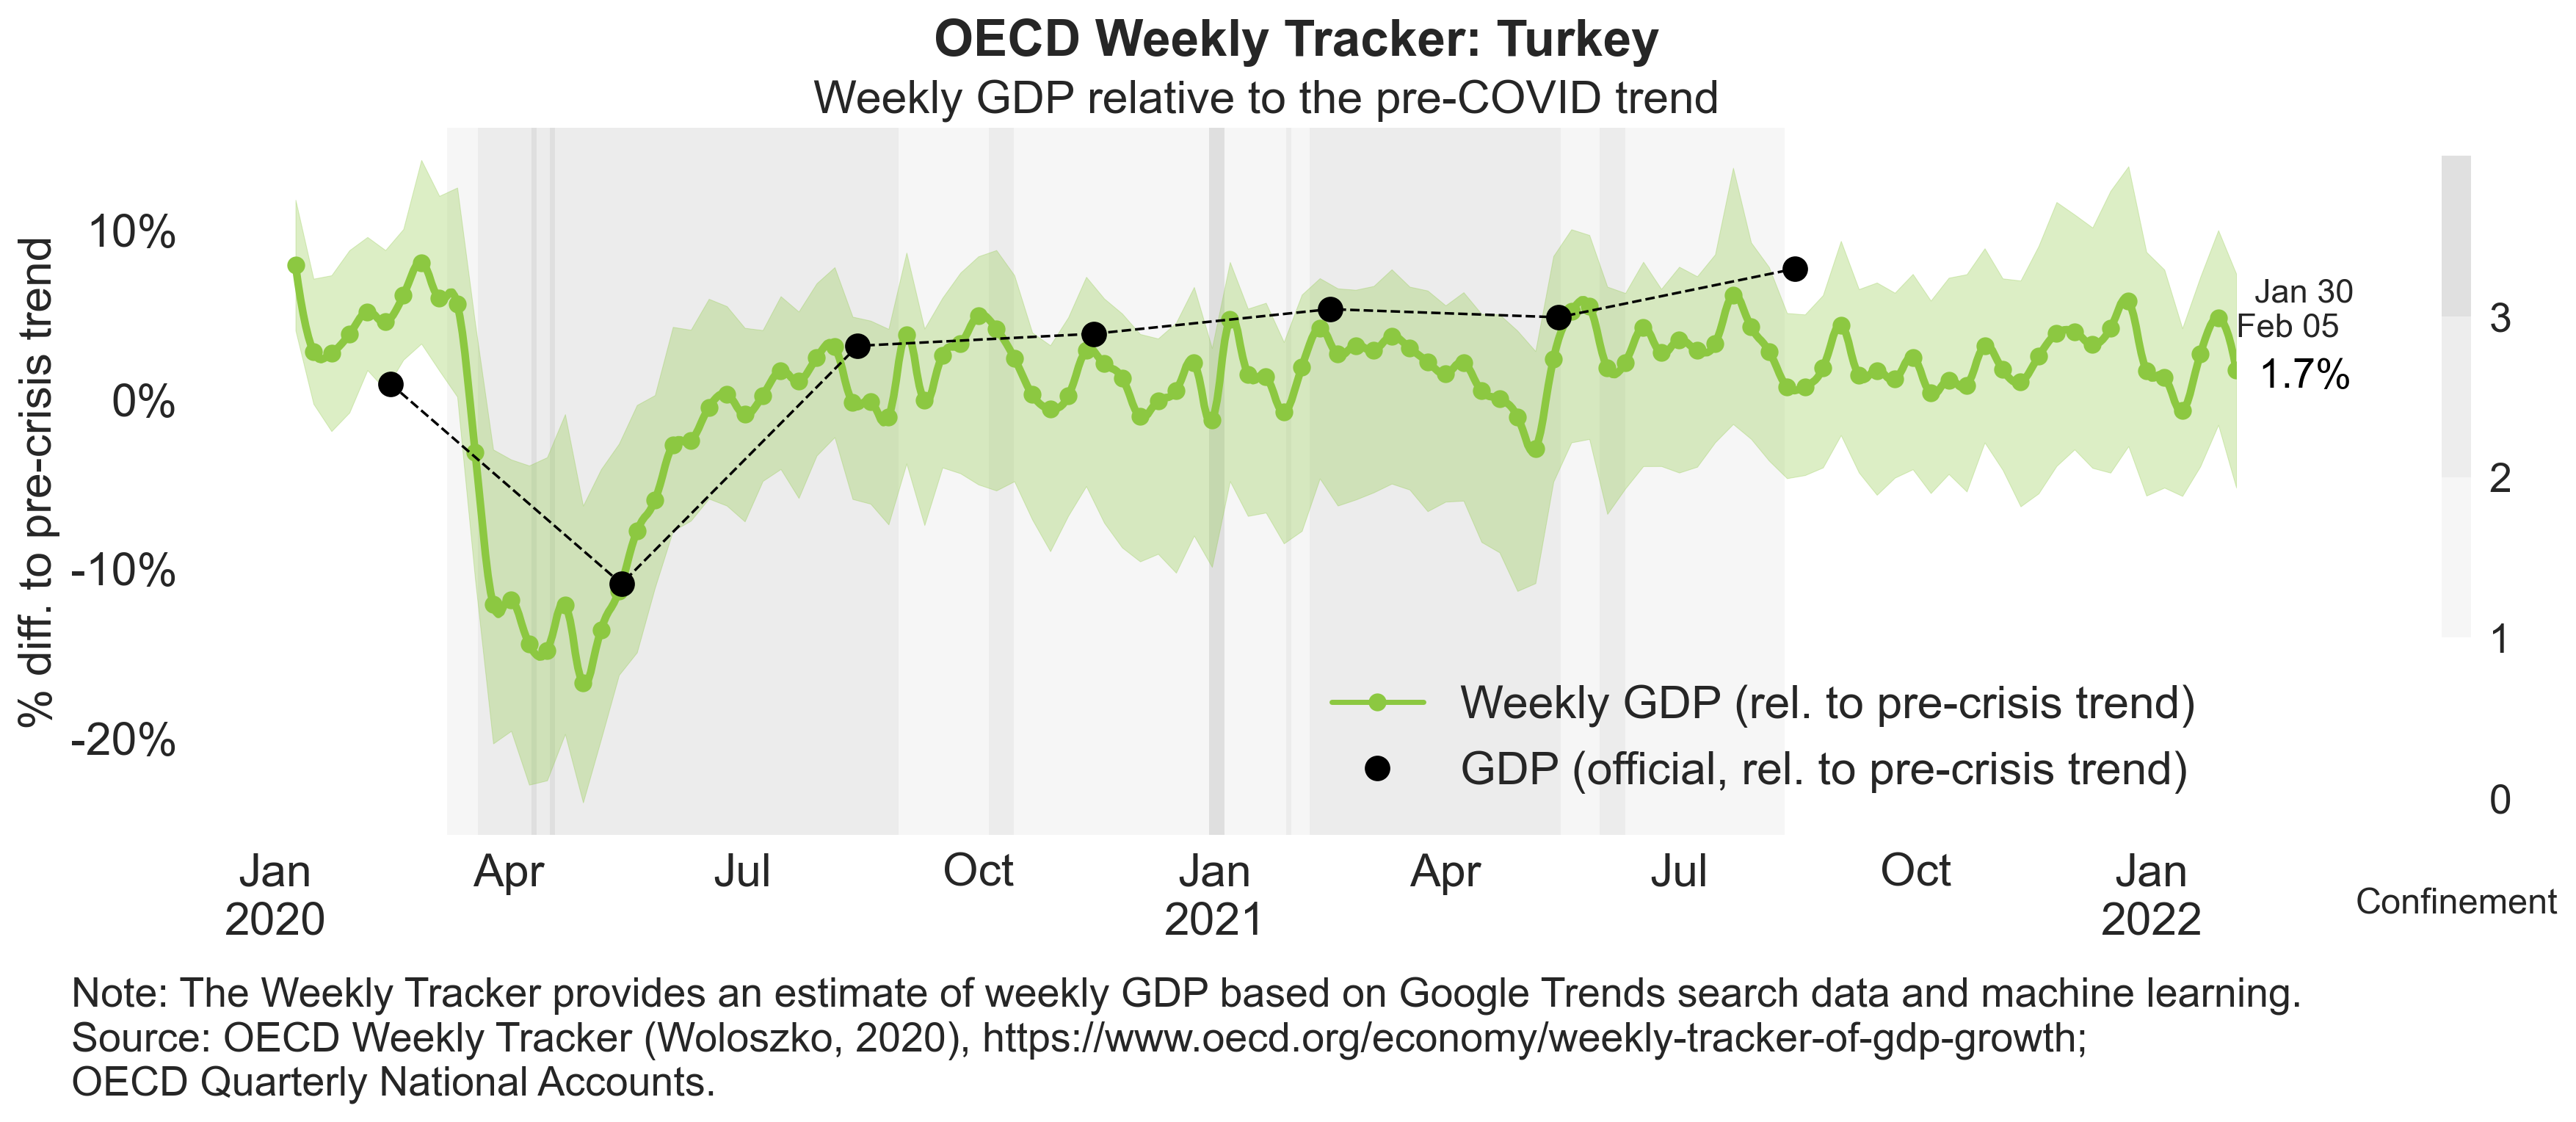 OECD Weekly Tracker: Turkey
Weekly GDP relative to the pre-COVID trend
% diff. to pre-crisis trend
10%
0%
-10%
-20%
Jan 30
Feb 05
1.7%
3
2
1
0
Confinement
Weekly GDP (rel. to pre-crisis trend)
GDP (official, rel. to pre-crisis trend)
Jan Apr Jul Oct Jan Apr Jul Oct Jan
2020 2021 2022
Note: The Weekly Tracker provides an estimate of weekly GDP based on Google Trends search data and machine learning.
Source: OECD Weekly Tracker (Woloszko, 2020), https://www.oecd.org/economy/weekly-tracker-of-gdp-growth;
OECD Quarterly National Accounts.